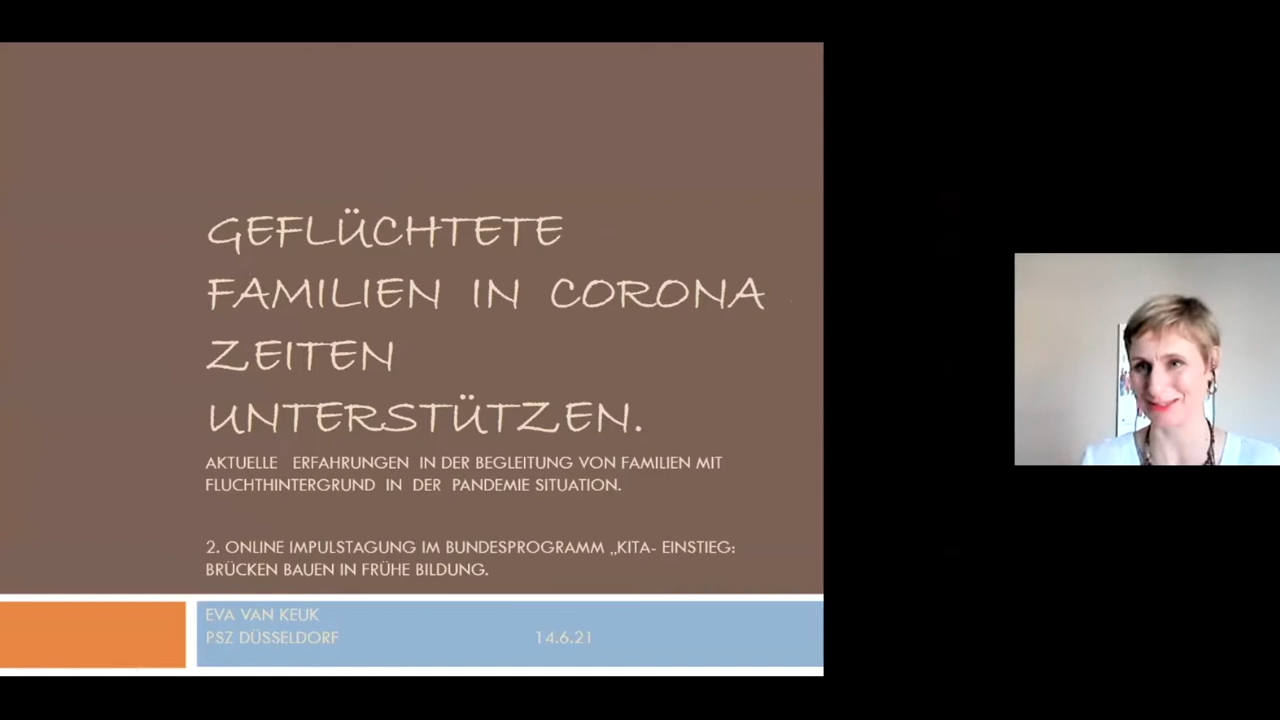 GEFLÜCHTETE
FAMILIEN IN CORONA
ZEITEN
UNTERSTÜTZEN.
AKTUELLE ERFAHRUNGEN IN DER BEGLEITUNG VON FAMILIEN MIT
FLUCHTHINTERGRUND IN DER PANDEMIE SITUATION.
2. ONLINE IMPULSTAGUNG IM BUNDESPROGRAMM „KITA- EINSTIEG:
BRÜCKEN BAUEN IN FRÜHE BILDUNG.
EVA VAN KEUK
PSZ DÜSSELDORF 14.6.21